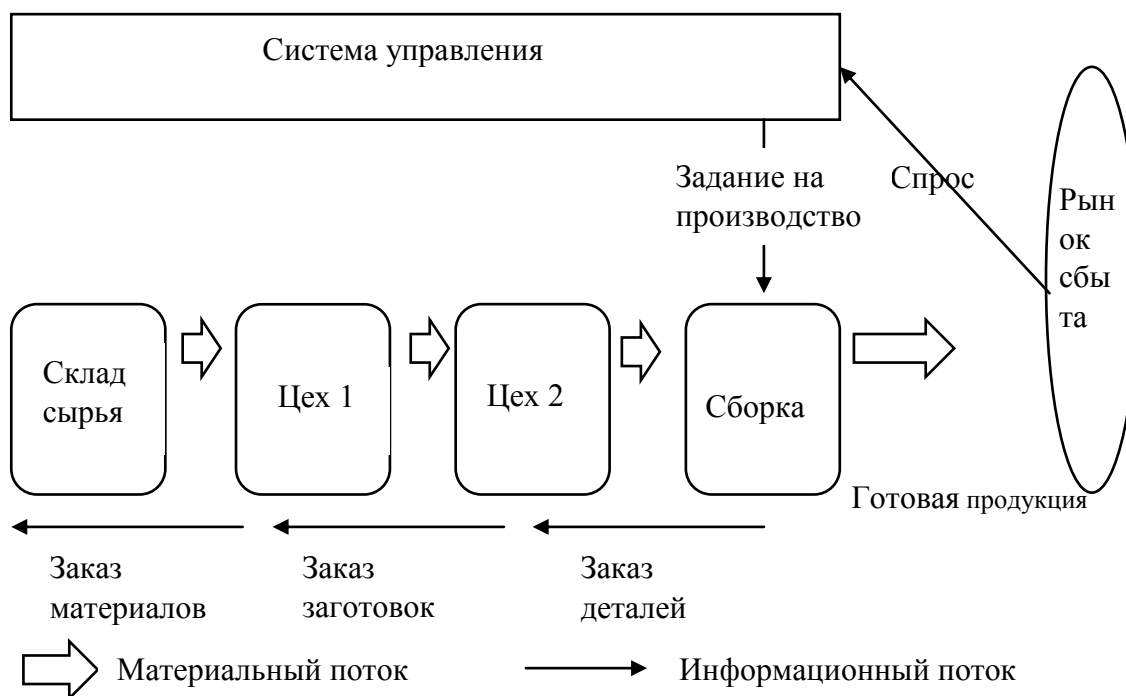 Система управления
Задание на
производство
Спрос
Рын
ок
сбы
та
Склад
сырья
Цех 1
Цех 2
Сборка
Готовая продукция
Заказ
материалов
Заказ
заготовок
Заказ
деталей
Материальный поток
Информационный поток